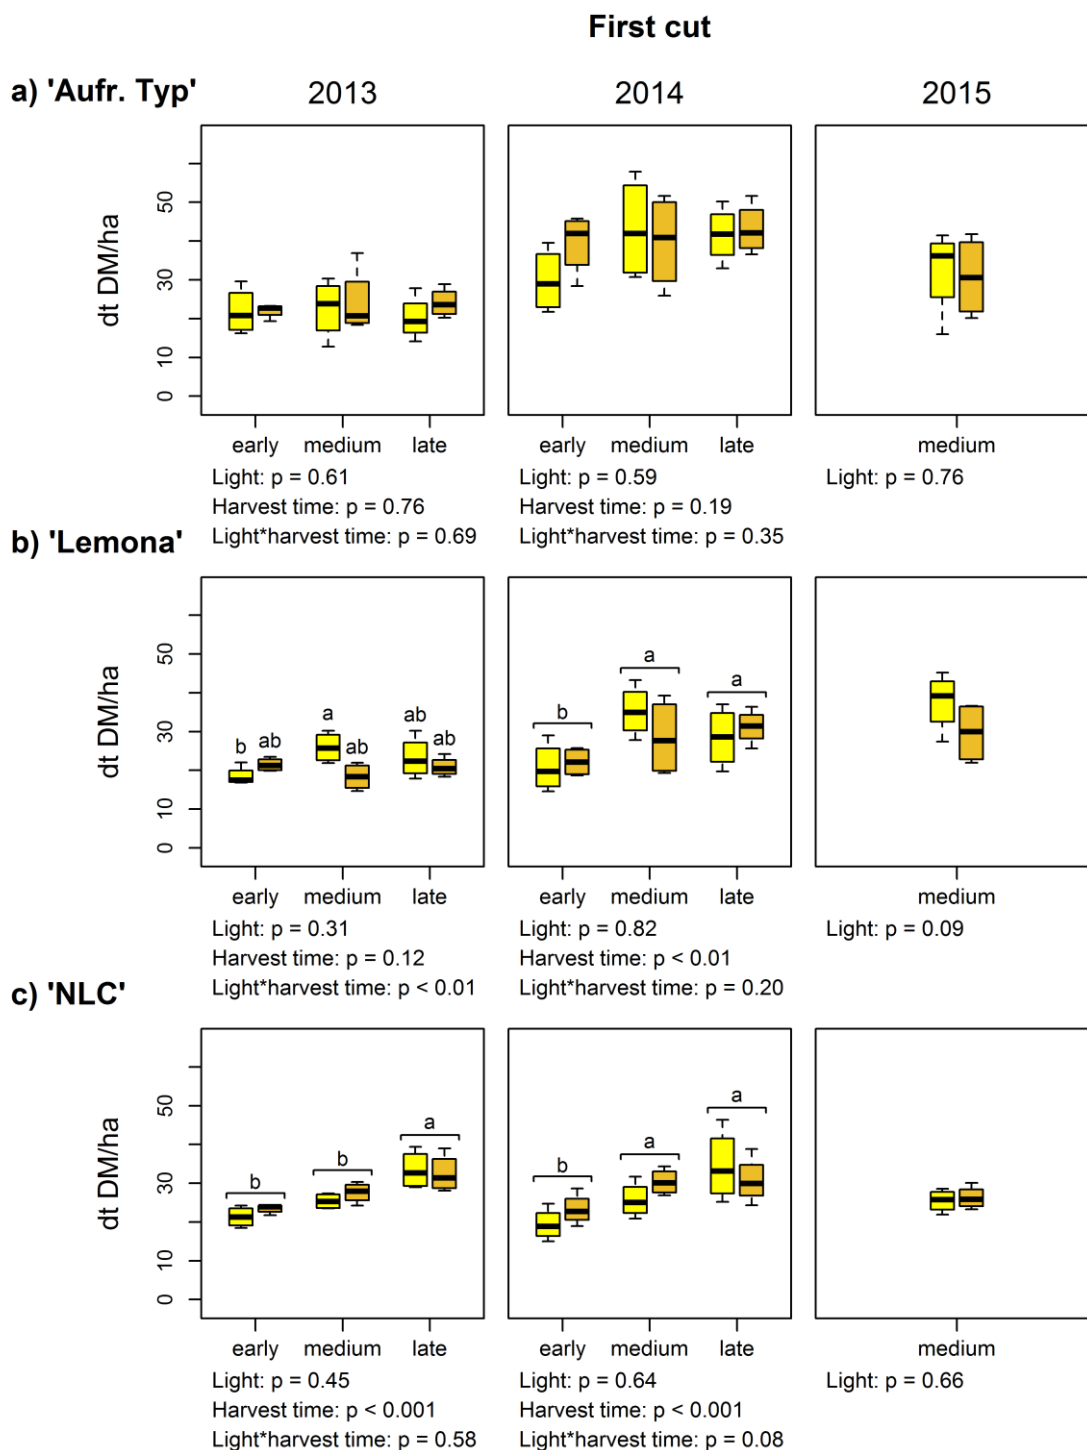 First cut
a) 'Aufr. Typ' 2013 2014 2015
dt DM/ha
50
30
10
0
early medium late early medium late medium
Light: p = 0.61 Light: p = 0.59 Light: p = 0.76
Harvest time: p = 0.76 Harvest time: p = 0.19
Light*harvest time: p = 0.69 Light*harvest time: p = 0.35
b) 'Lemona'
dt DM/ha
50
30
10
0
b ab a ab ab ab
b a a
early medium late early medium late medium
Light: p = 0.31 Light: p = 0.82 Light: p = 0.09
Harvest time: p = 0.12 Harvest time: p < 0.01
Light*harvest time: p < 0.01 Light*harvest time: p = 0.20
c) 'NLC'
dt DM/ha
50
30
10
0
b b a
b a a
early medium late early medium late medium
Light: p = 0.45 Light: p = 0.64 Light: p = 0.66
Harvest time: p < 0.001 Harvest time: p < 0.001
Light*harvest time: p = 0.58 Light*harvest time: p = 0.08